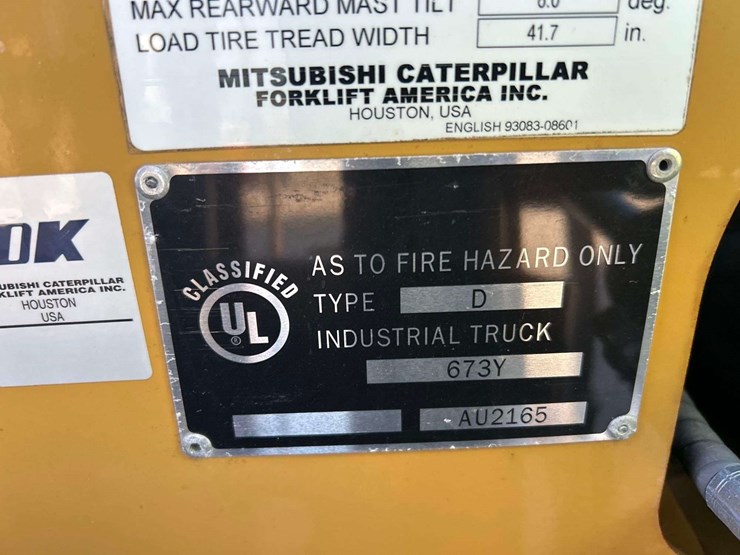 MAX REARWARD MAST TILT 6.0 deg.
LOAD TIRE TREAD WIDTH 41.7 in.
MITSUBISHI CATERPILLAR
FORKLIFT AMERICA INC.
HOUSTON, USA
ENGLISH 93083-08601
OK
UBISHI CATERPILLAR
KLIFT AMERICA INC.
HOUSTON
USA
CLASSIFIED
UL
®
AS TO FIRE HAZARD ONLY
TYPE D
INDUSTRIAL TRUCK
673Y
AU2165